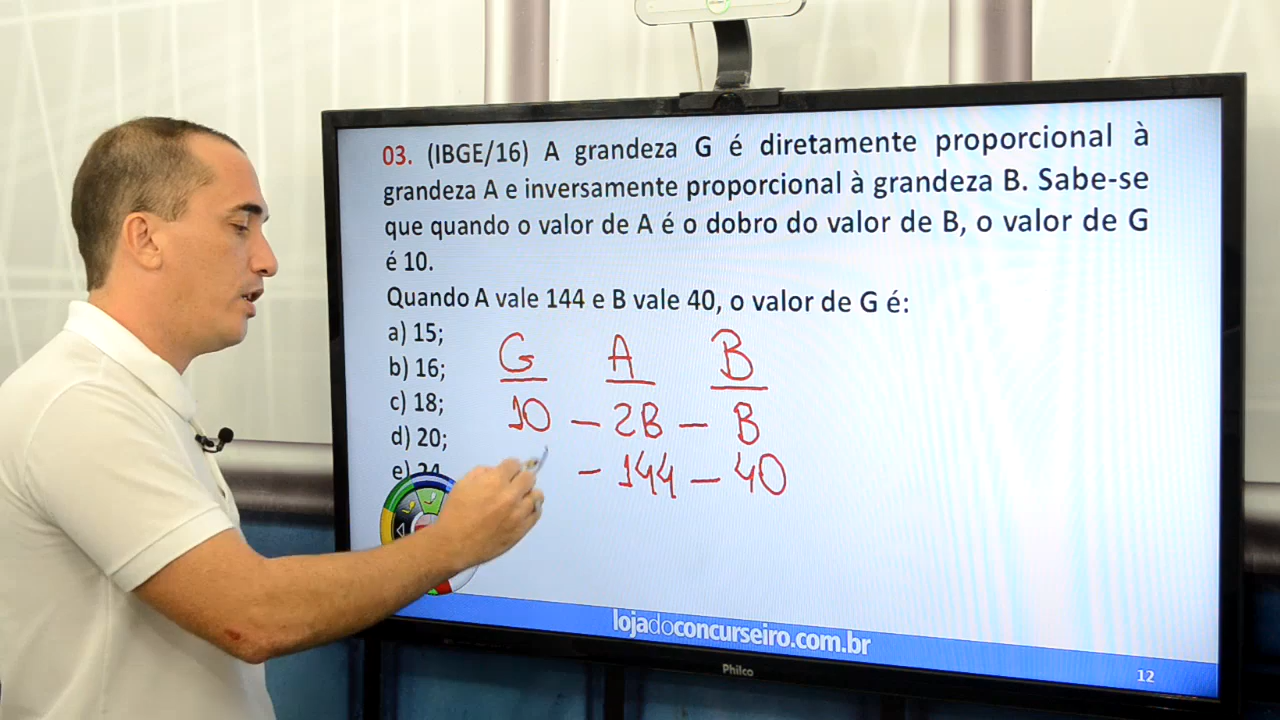 03. (IBGE/16) A grandeza G é diretamente proporcional à
grandeza A e inversamente proporcional à grandeza B. Sabe-se
que quando o valor de A é o dobro do valor de B, o valor de G
é 10.
Quando A vale 144 e B vale 40, o valor de G é:
a) 15;
b) 16;
c) 18;
d) 20;
e) 24
G A B
10 – 2B – B
– 144 – 40
lojadoconcurseiro.com.br
Philco
12